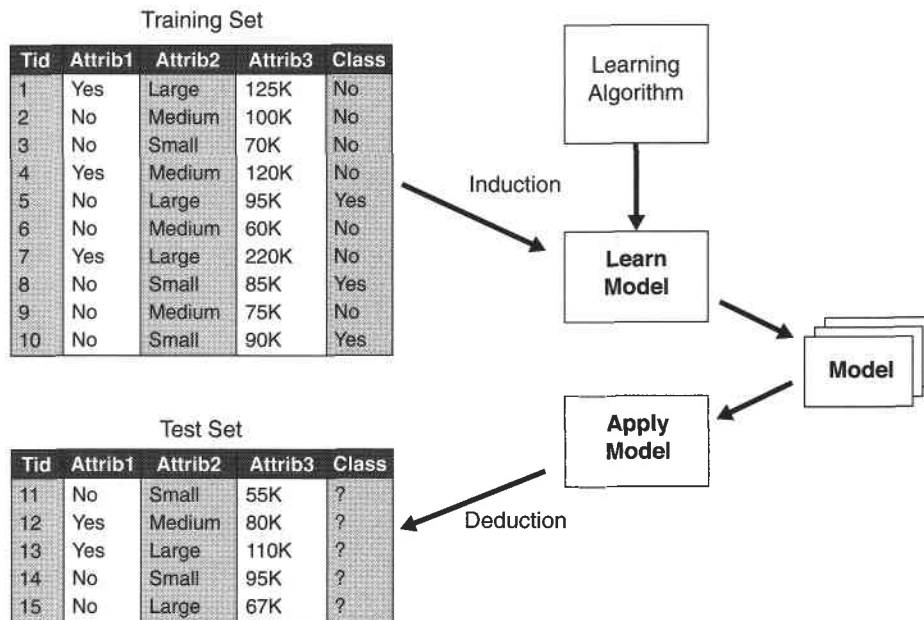 Training Set
Tid Attrib1 Attrib2 Attrib3 Class
1 Yes Large 125K No
2 No Medium 100K No
3 No Small 70K No
4 Yes Medium 120K No
5 No Large 95K Yes
6 No Medium 60K No
7 Yes Large 220K No
8 No Small 85K Yes
9 No Medium 75K No
10 No Small 90K Yes
Learning
Algorithm
Induction
Learn
Model
Model
Apply
Model
Deduction
Test Set
Tid Attrib1 Attrib2 Attrib3 Class
11 No Small 55K ?
12 Yes Medium 80K ?
13 Yes Large 110K ?
14 No Small 95K ?
15 No Large 67K ?